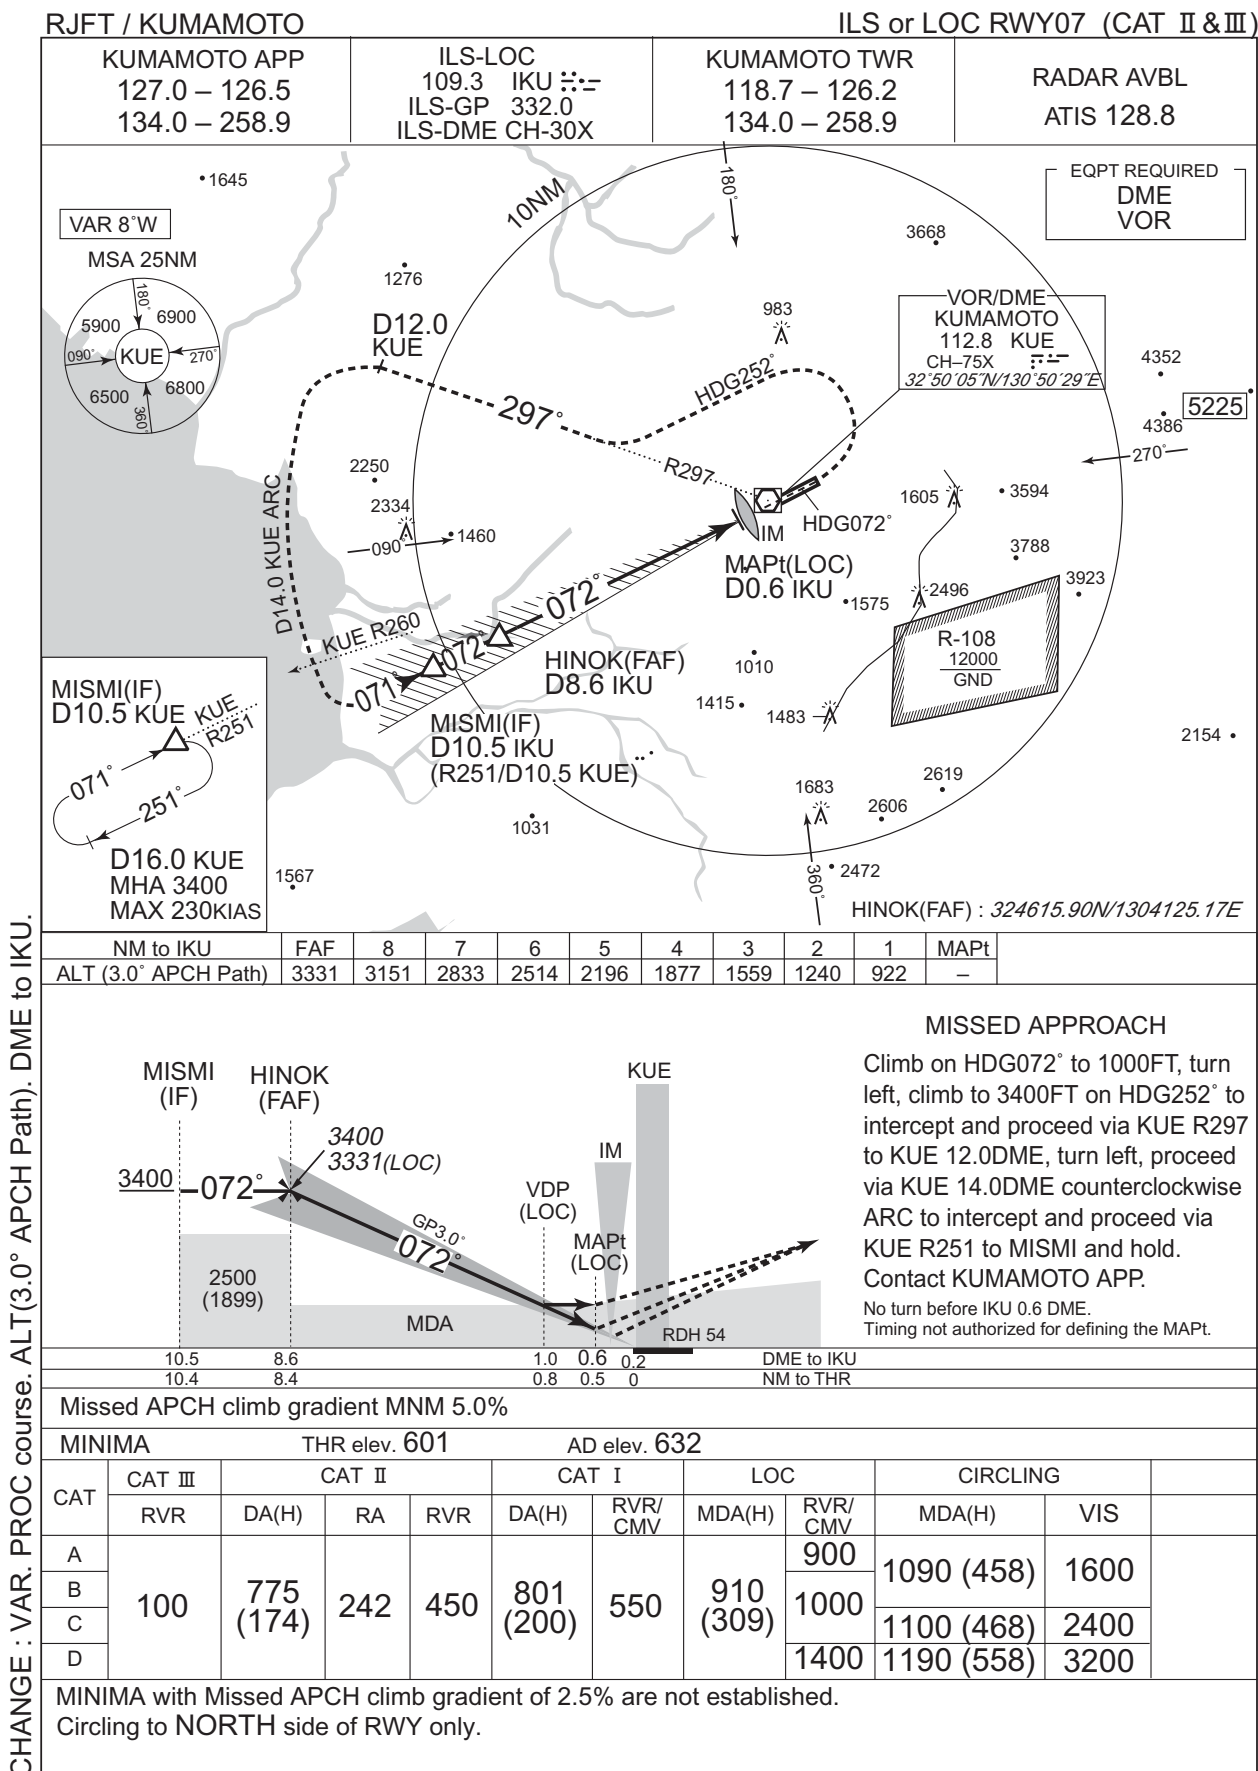 RJFT / KUMAMOTO
ILS or LOC RWY07 (CAT Ⅱ&Ⅲ)
KUMAMOTO APP
127.0 – 126.5
134.0 – 258.9
ILS-LOC
109.3 IKU
ILS-GP 332.0
ILS-DME CH-30X
KUMAMOTO TWR
118.7 – 126.2
134.0 – 258.9
RADAR AVBL
ATIS 128.8
1645
VAR 8°W
MSA 25NM
180°
5900
6900
090°
KUE
270°
6500
6800
360°
1276
D12.0
KUE
10NM
180°
3668
EQPT REQUIRED
DME
VOR
983
VOR/DME
KUMAMOTO
112.8 KUE
CH–75X
32°50´05˝N/130°50´29˝E
4352
5225
4386
270°
HDG252°
297°
R297
2250
2334
1460
090°
D14.0 KUE ARC
1605
3594
HDG072°
IM
MAPt(LOC)
D0.6 IKU
3788
3923
2496
1575
R-108
12000
GND
072°
KUE R260
072°
071°
HINOK(FAF)
D8.6 IKU
1010
1415
1483
MISMI(IF)
D10.5 IKU
(R251/D10.5 KUE)
2154
MISMI(IF)
D10.5 KUE
KUE
R251
071°
251°
D16.0 KUE
MHA 3400
MAX 230KIAS
1683
2619
2606
1031
1567
2472
360°
HINOK(FAF) : 324615.90N/1304125.17E
NM to IKU FAF 8 7 6 5 4 3 2 1 MAPt
ALT (3.0° APCH Path) 3331 3151 2833 2514 2196 1877 1559 1240 922 –
MISSED APPROACH
Climb on HDG072° to 1000FT, turn
left, climb to 3400FT on HDG252° to
intercept and proceed via KUE R297
to KUE 12.0DME, turn left, proceed
via KUE 14.0DME counterclockwise
ARC to intercept and proceed via
KUE R251 to MISMI and hold.
Contact KUMAMOTO APP.
No turn before IKU 0.6 DME.
Timing not authorized for defining the MAPt.
MISMI
(IF)
HINOK
(FAF)
KUE
3400
3331(LOC)
IM
3400
072°
VDP
(LOC)
GP3.0°
072°
MAPt
(LOC)
2500
(1899)
MDA
RDH 54
10.5 8.6 1.0 0.6 0.2 DME to IKU
10.4 8.4 0.8 0.5 0 NM to THR
Missed APCH climb gradient MNM 5.0%
MINIMA THR elev. 601 AD elev. 632
CAT CAT Ⅲ CAT Ⅱ CAT Ⅰ LOC CIRCLING
RVR DA(H) RA RVR DA(H) RVR/CMV MDA(H) RVR/CMV MDA(H) VIS
A
B
C
D
100
775
(174)
242
450
801
(200)
550
910
(309)
900
1000
1400
1090 (458) 1600
1100 (468) 2400
1190 (558) 3200
MINIMA with Missed APCH climb gradient of 2.5% are not established.
Circling to NORTH side of RWY only.
CHANGE : VAR. PROC course. ALT(3.0° APCH Path). DME to IKU.